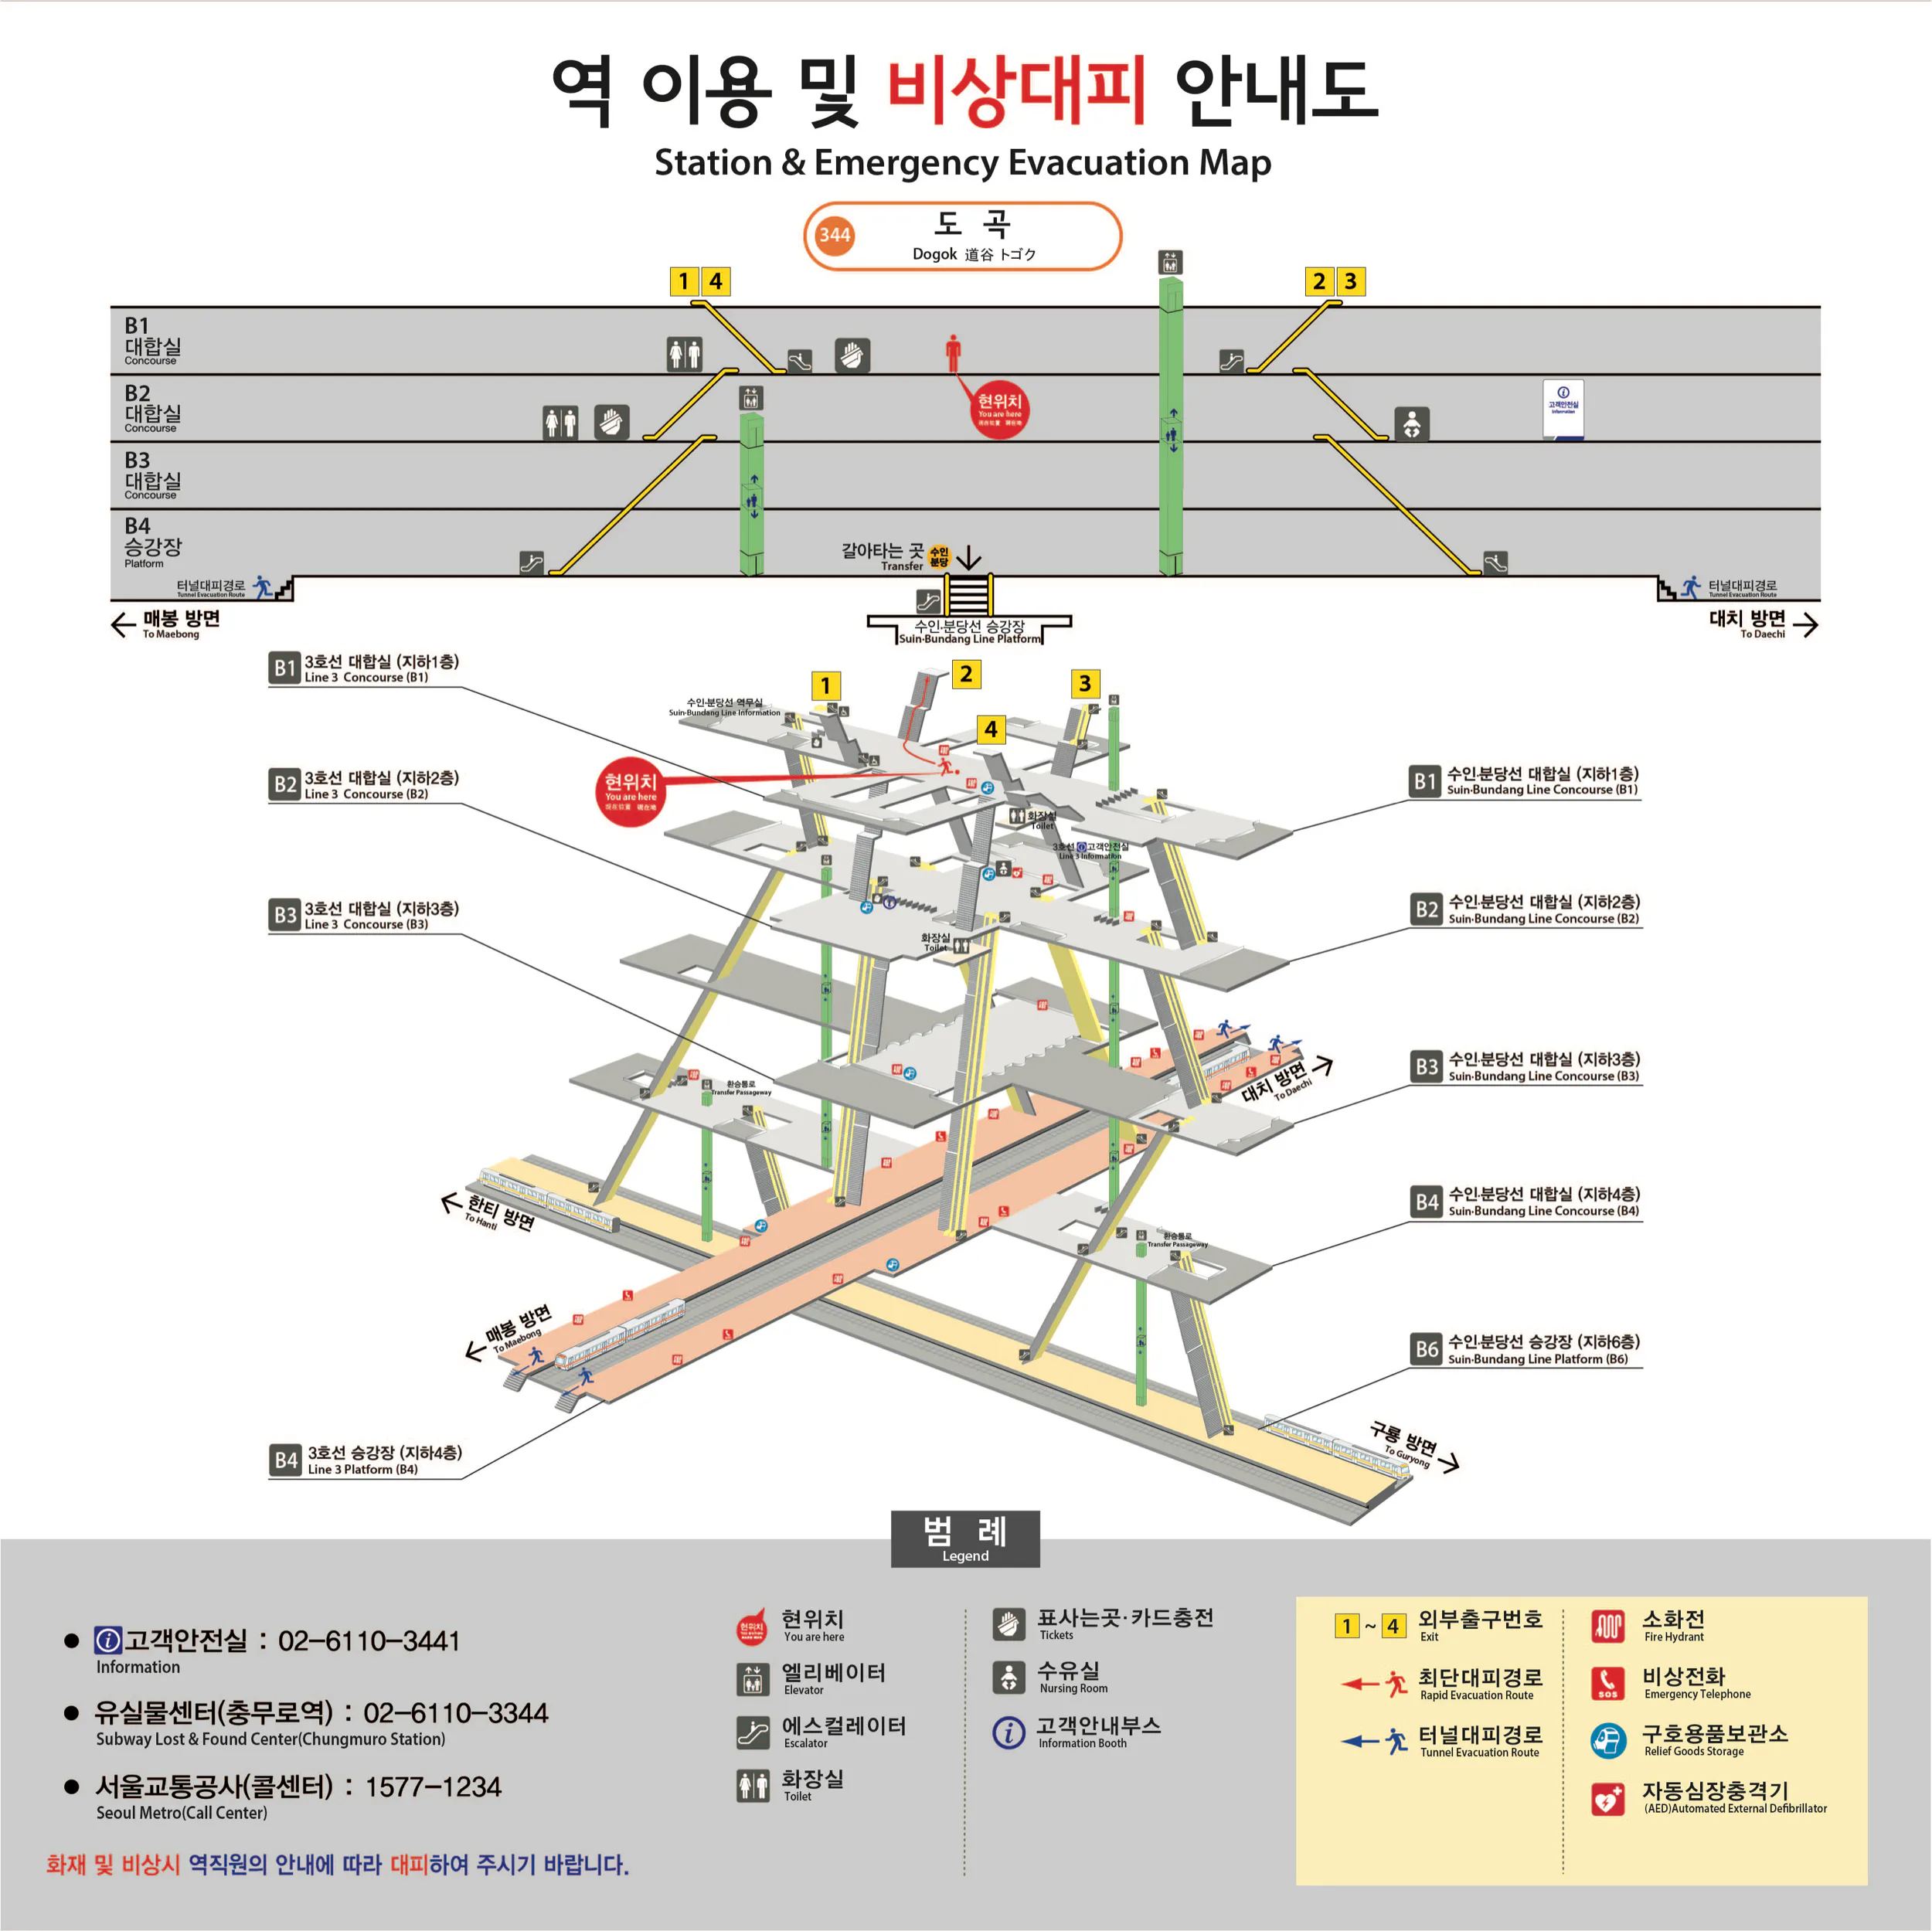 역 이용 및 비상대피 안내도
Station & Emergency Evacuation Map
344
도 곡
Dogok 道谷 トゴク
1 4
2 3
B1
대합실
Concourse
B2
대합실
Concourse
현위치
You are here
고객안전실
Information
B3
대합실
Concourse
B4
승강장
Platform
갈아타는 곳
Transfer
수인
분당
터널대피경로
Tunnel Evacuation Route
터널대피경로
Tunnel Evacuation Route
매봉 방면
To Maebong
수인·분당선 승강장
Suin·Bundang Line Platform
대치 방면
To Daechi
B1 3호선 대합실 (지하1층)
Line 3 Concourse (B1)
수인·분당선 역무실
Suin·Bundang Line Information
1
2
3
4
현위치
You are here
B2 3호선 대합실 (지하2층)
Line 3 Concourse (B2)
B1 수인·분당선 대합실 (지하1층)
Suin·Bundang Line Concourse (B1)
화장실
Toilet
3호선 고객안전실
Line 3 Information
B3 3호선 대합실 (지하3층)
Line 3 Concourse (B3)
B2 수인·분당선 대합실 (지하2층)
Suin·Bundang Line Concourse (B2)
화장실
Toilet
B3 수인·분당선 대합실 (지하3층)
Suin·Bundang Line Concourse (B3)
대치 방면
To Daechi
환승통로
Transfer Passageway
한티 방면
To Hanti
B4 수인·분당선 대합실 (지하4층)
Suin·Bundang Line Concourse (B4)
환승통로
Transfer Passageway
매봉 방면
To Maebong
B6 수인·분당선 승강장 (지하6층)
Suin·Bundang Line Platform (B6)
구룡 방면
To Guryong
B4 3호선 승강장 (지하4층)
Line 3 Platform (B4)
범 례
Legend
● 고객안전실 : 02-6110-3441
Information
● 유실물센터(충무로역) : 02-6110-3344
Subway Lost & Found Center(Chungmuro Station)
● 서울교통공사(콜센터) : 1577-1234
Seoul Metro(Call Center)
화재 및 비상시 역직원의 안내에 따라 대피하여 주시기 바랍니다.
현위치
You are here
엘리베이터
Elevator
에스컬레이터
Escalator
화장실
Toilet
표사는곳·카드충전
Tickets
수유실
Nursing Room
고객안내부스
Information Booth
1 ~ 4 외부출구번호
Exit
최단대피경로
Rapid Evacuation Route
터널대피경로
Tunnel Evacuation Route
소화전
Fire Hydrant
SOS
비상전화
Emergency Telephone
구호용품보관소
Relief Goods Storage
자동심장충격기
(AED)Automated External Defibrillator